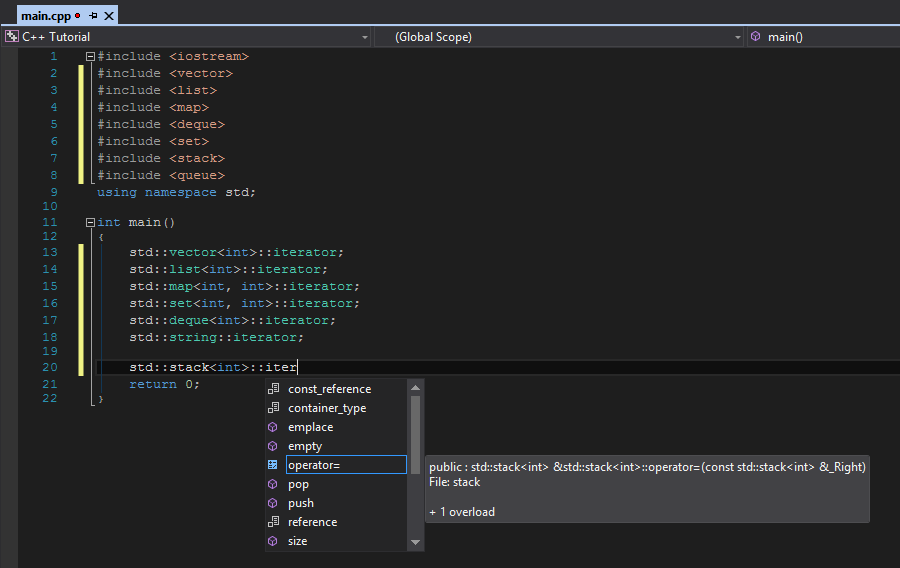 main.cpp
C++ Tutorial (Global Scope) main()
1 #include <iostream>
2 #include <vector>
3 #include <list>
4 #include <map>
5 #include <deque>
6 #include <set>
7 #include <stack>
8 #include <queue>
9 using namespace std;
10
11 int main()
12 {
13 std::vector<int>::iterator;
14 std::list<int>::iterator;
15 std::map<int, int>::iterator;
16 std::set<int, int>::iterator;
17 std::deque<int>::iterator;
18 std::string::iterator;
19
20 std::stack<int>::iter
21 return 0;
22 }
const_reference
container_type
emplace
empty
operator=
pop
push
reference
size
public : std::stack<int> &std::stack<int>::operator=(const std::stack<int> &_Right)
File: stack
+ 1 overload